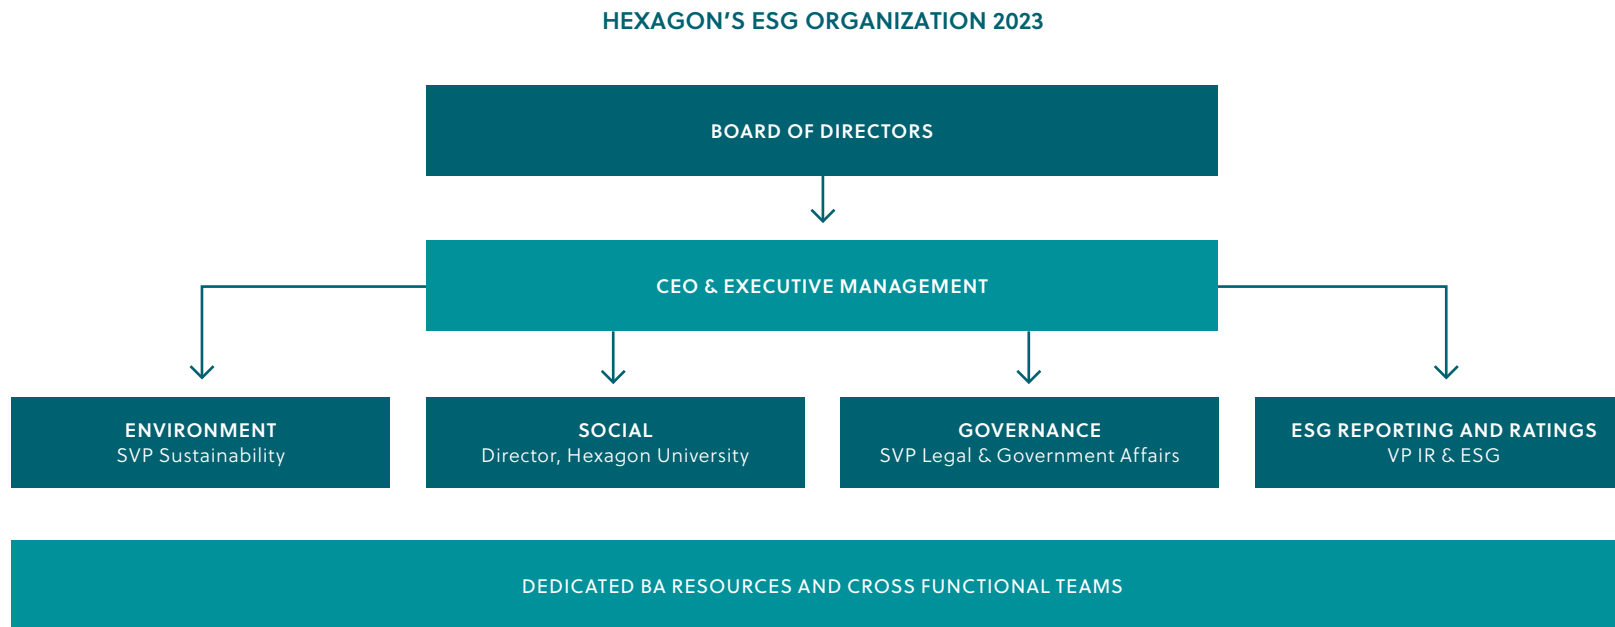 HEXAGON'S ESG ORGANIZATION 2023
BOARD OF DIRECTORS
CEO & EXECUTIVE MANAGEMENT
ENVIRONMENT
SVP Sustainability
SOCIAL
Director, Hexagon University
GOVERNANCE
SVP Legal & Government Affairs
ESG REPORTING AND RATINGS
VP IR & ESG
DEDICATED BA RESOURCES AND CROSS FUNCTIONAL TEAMS